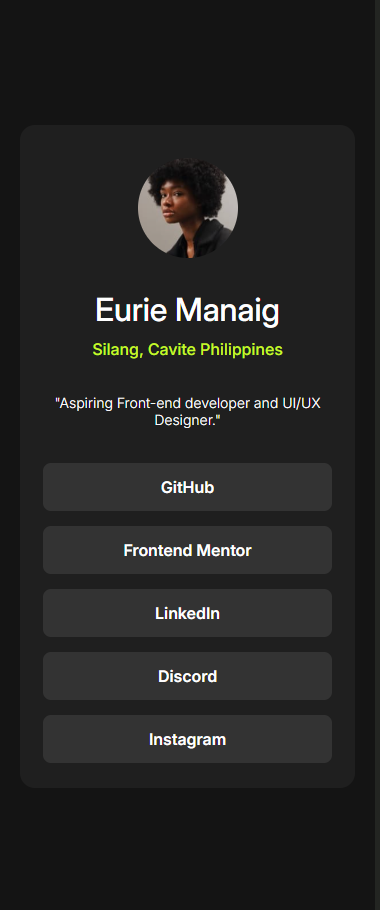 Eurie Manaig
Silang, Cavite Philippines
"Aspiring Front-end developer and UI/UX
Designer."
GitHub
Frontend Mentor
LinkedIn
Discord
Instagram